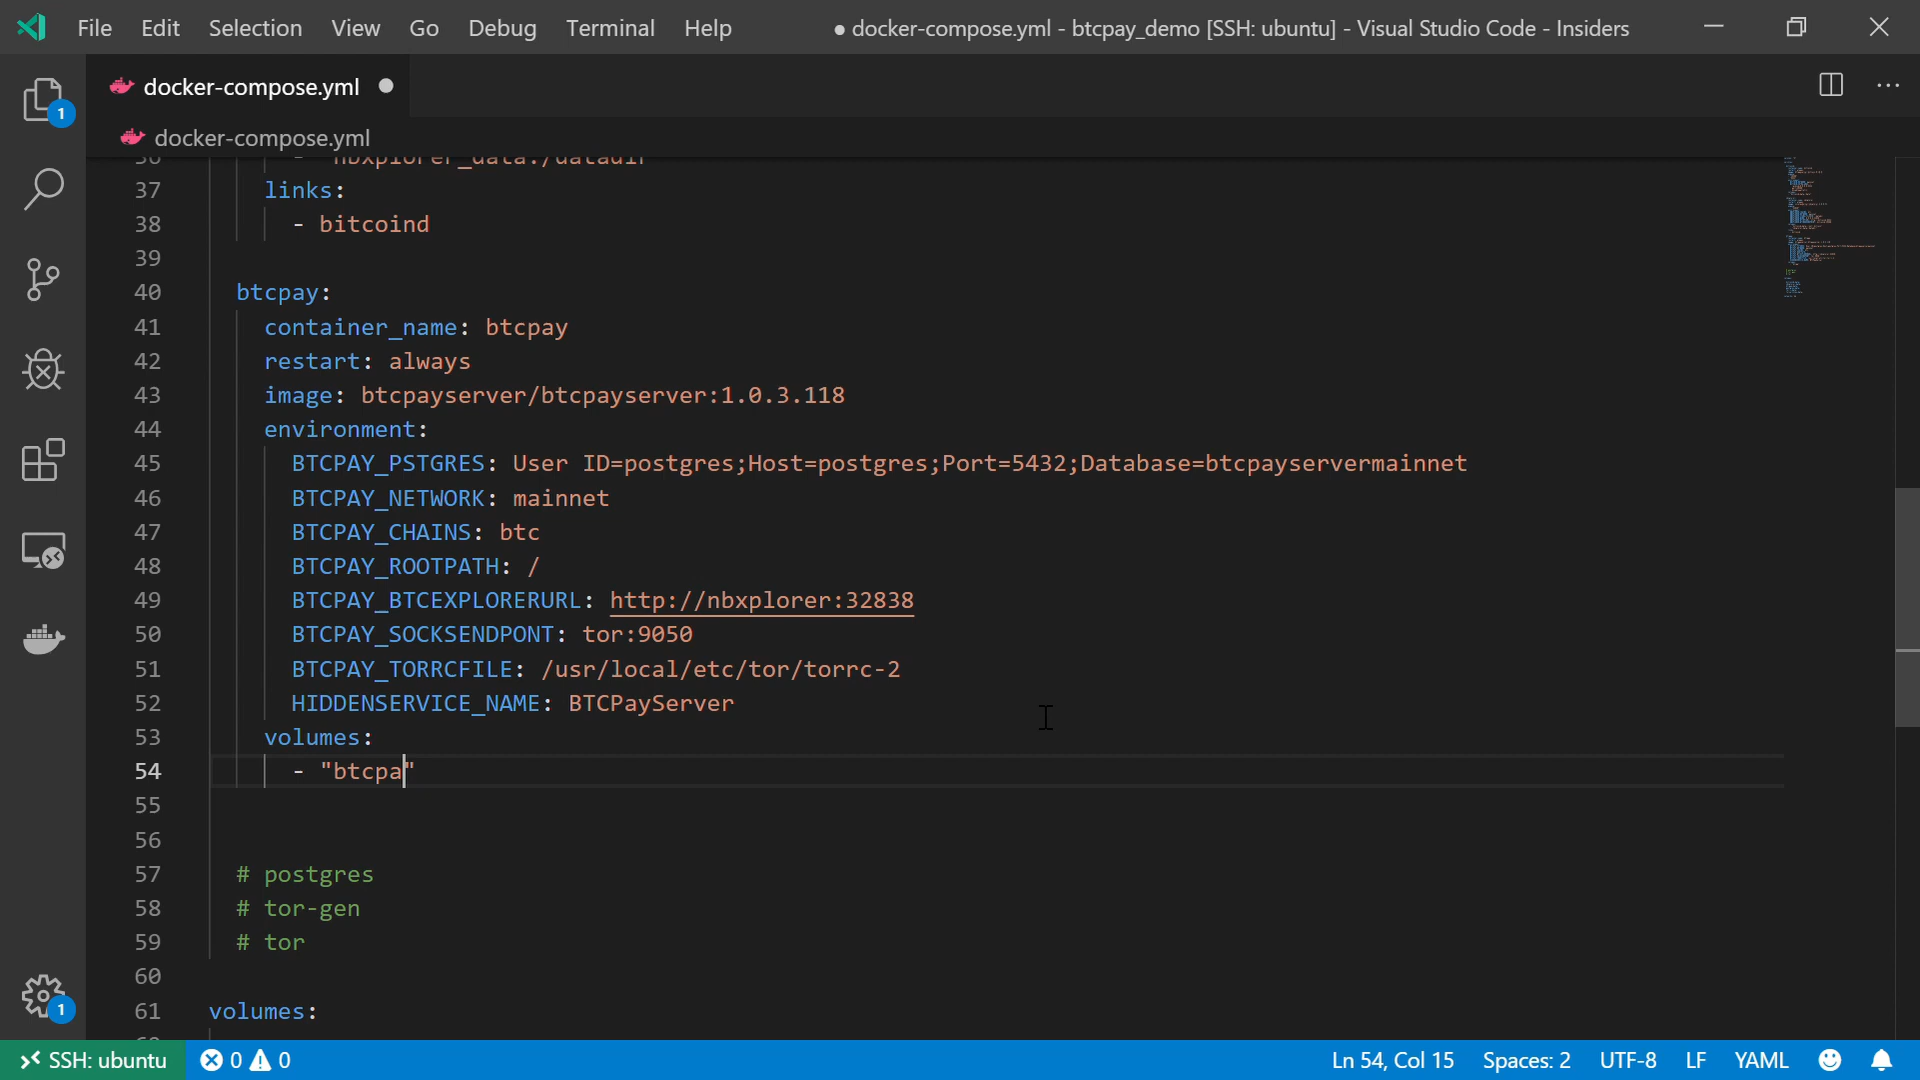 File Edit Selection View Go Debug Terminal Help ● docker-compose.yml - btcpay_demo [SSH: ubuntu] - Visual Studio Code - Insiders
docker-compose.yml ●
docker-compose.yml
1
36 - "nbxplorer_data:/datadir"
37 links:
38 - bitcoind
39
40 btcpay:
41 container_name: btcpay
42 restart: always
43 image: btcpayserver/btcpayserver:1.0.3.118
44 environment:
45 BTCPAY_PSTGRES: User ID=postgres;Host=postgres;Port=5432;Database=btcpayservermainnet
46 BTCPAY_NETWORK: mainnet
47 BTCPAY_CHAINS: btc
48 BTCPAY_ROOTPATH: /
49 BTCPAY_BTCEXPLORERURL: http://nbxplorer:32838
50 BTCPAY_SOCKSENDPONT: tor:9050
51 BTCPAY_TORRCFILE: /usr/local/etc/tor/torrc-2
52 HIDDENSERVICE_NAME: BTCPayServer
53 volumes:
54 - "btcpa"
55
56
57 # postgres
58 # tor-gen
59 # tor
60
61 volumes:
1
SSH: ubuntu 0 0 Ln 54, Col 15 Spaces: 2 UTF-8 LF YAML